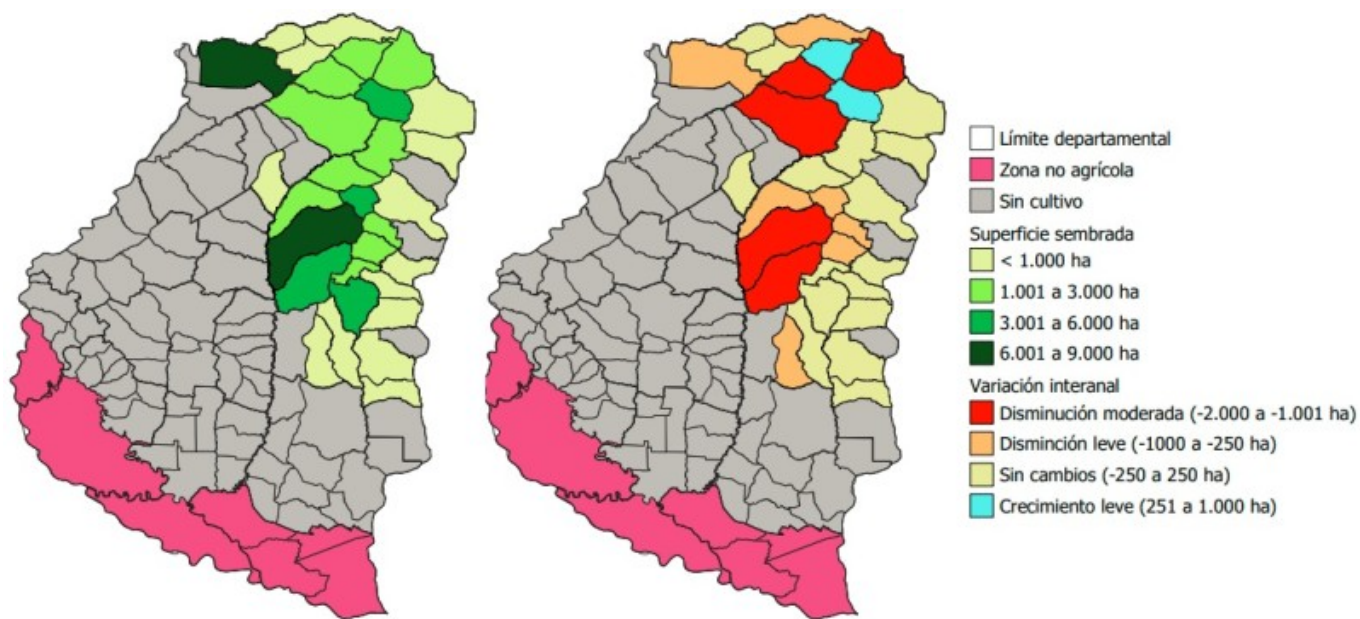 Límite departamental
Zona no agrícola
Sin cultivo
Superficie sembrada
< 1.000 ha
1.001 a 3.000 ha
3.001 a 6.000 ha
6.001 a 9.000 ha
Variación interanal
Disminución moderada (-2.000 a -1.001 ha)
Disminción leve (-1000 a -250 ha)
Sin cambios (-250 a 250 ha)
Crecimiento leve (251 a 1.000 ha)